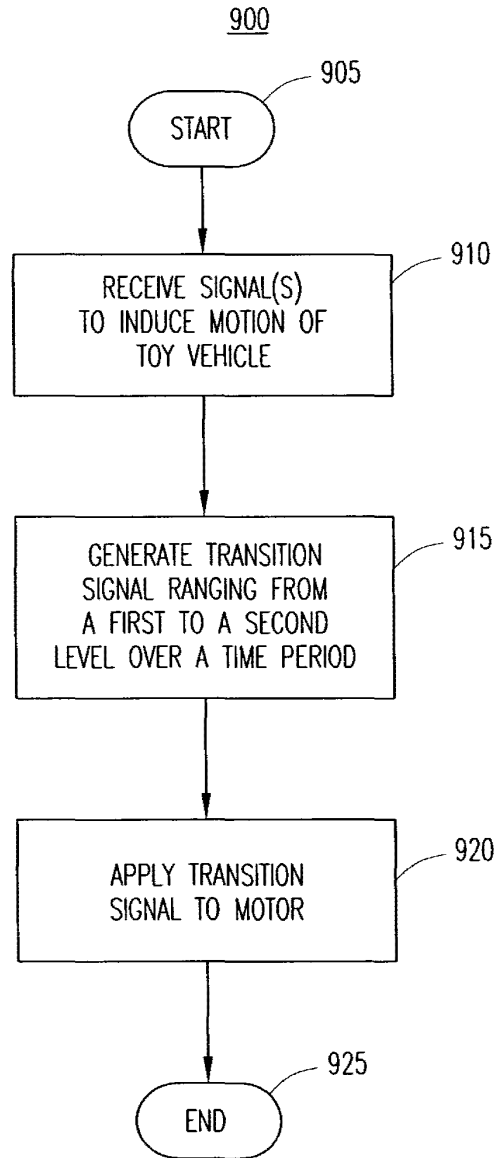 900
905
START
910
RECEIVE SIGNAL(S)
TO INDUCE MOTION OF
TOY VEHICLE
915
GENERATE TRANSITION
SIGNAL RANGING FROM
A FIRST TO A SECOND
LEVEL OVER A TIME PERIOD
920
APPLY TRANSITION
SIGNAL TO MOTOR
925
END